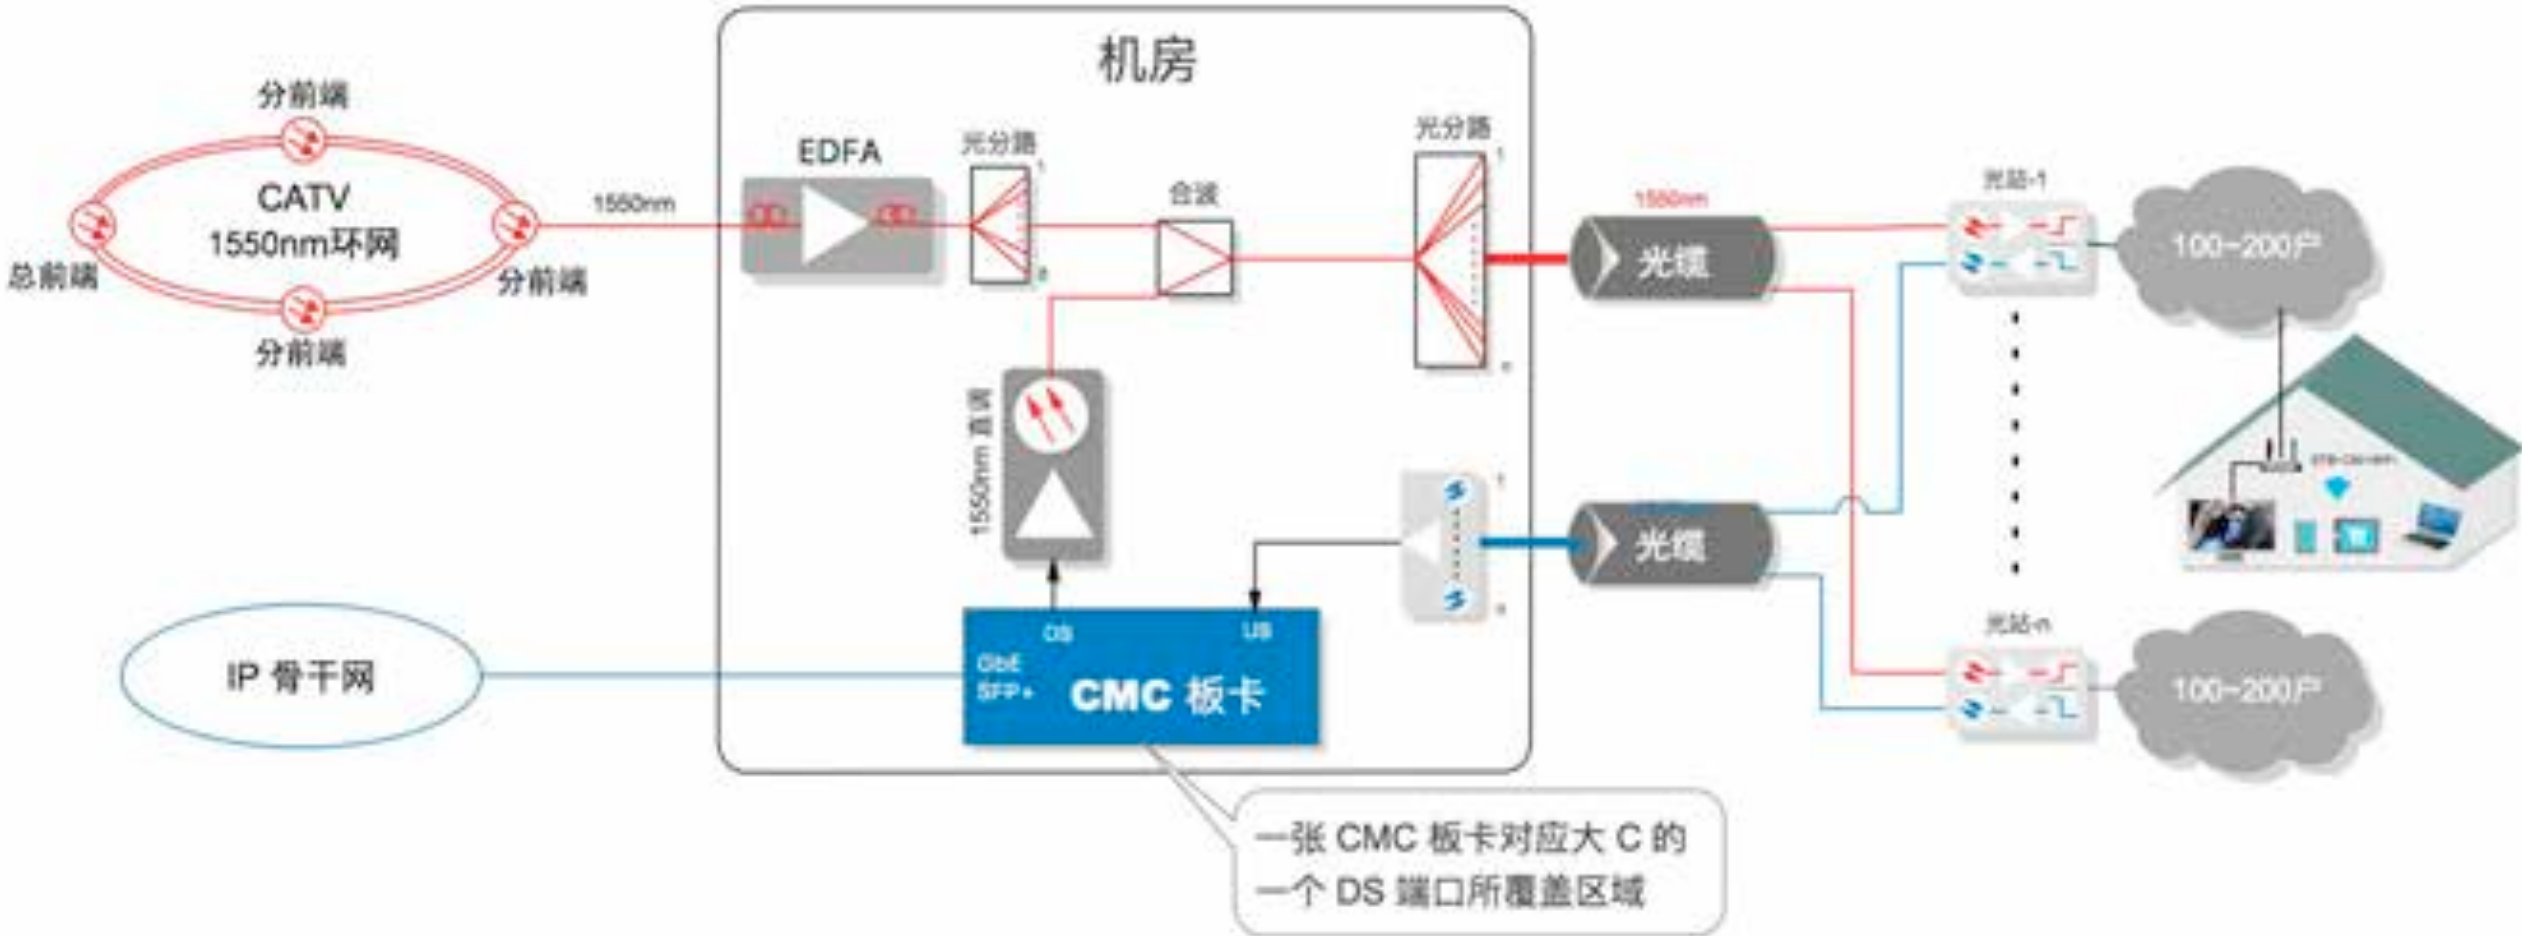 机房
分前端
CATV
1550nm环网
总前端
分前端
分前端
1550nm
EDFA
光分路
1
8
合波
光分路
1
1550nm 直调
1550nm
光缆
光缆
光站-1
100~200户
光站-n
100~200户
IP 骨干网
DS
US
GbE
SFP+
CMC 板卡
一张 CMC 板卡对应大 C 的
一个 DS 端口所覆盖区域